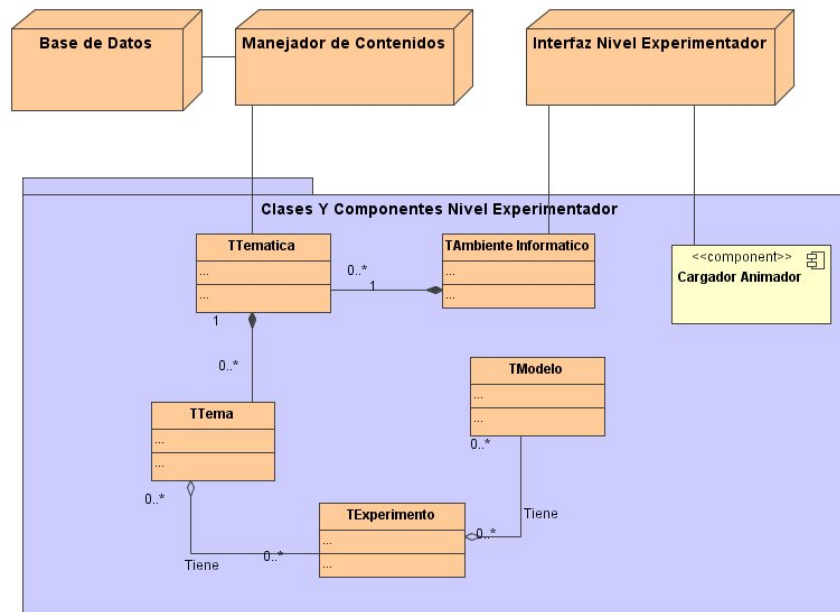 Base de Datos
Manejador de Contenidos
Interfaz Nivel Experimentador
Clases Y Componentes Nivel Experimentador
TTematica
...
...
0..*
1
TAmbiente Informatico
...
...
<<component>>
Cargador Animador
1
0..*
TModelo
...
...
0..*
TTema
...
...
0..*
Tiene
0..*
TExperimento
...
...
0..*
Tiene